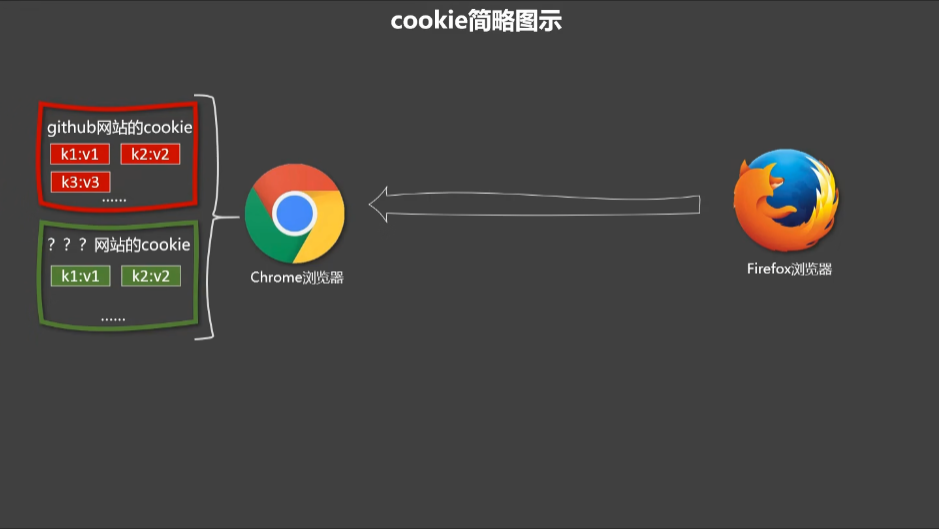 cookie简略图示
github网站的cookie
k1:v1 k2:v2
k3:v3
......
？？？网站的cookie
k1:v1 k2:v2
......
Chrome浏览器
Firefox浏览器